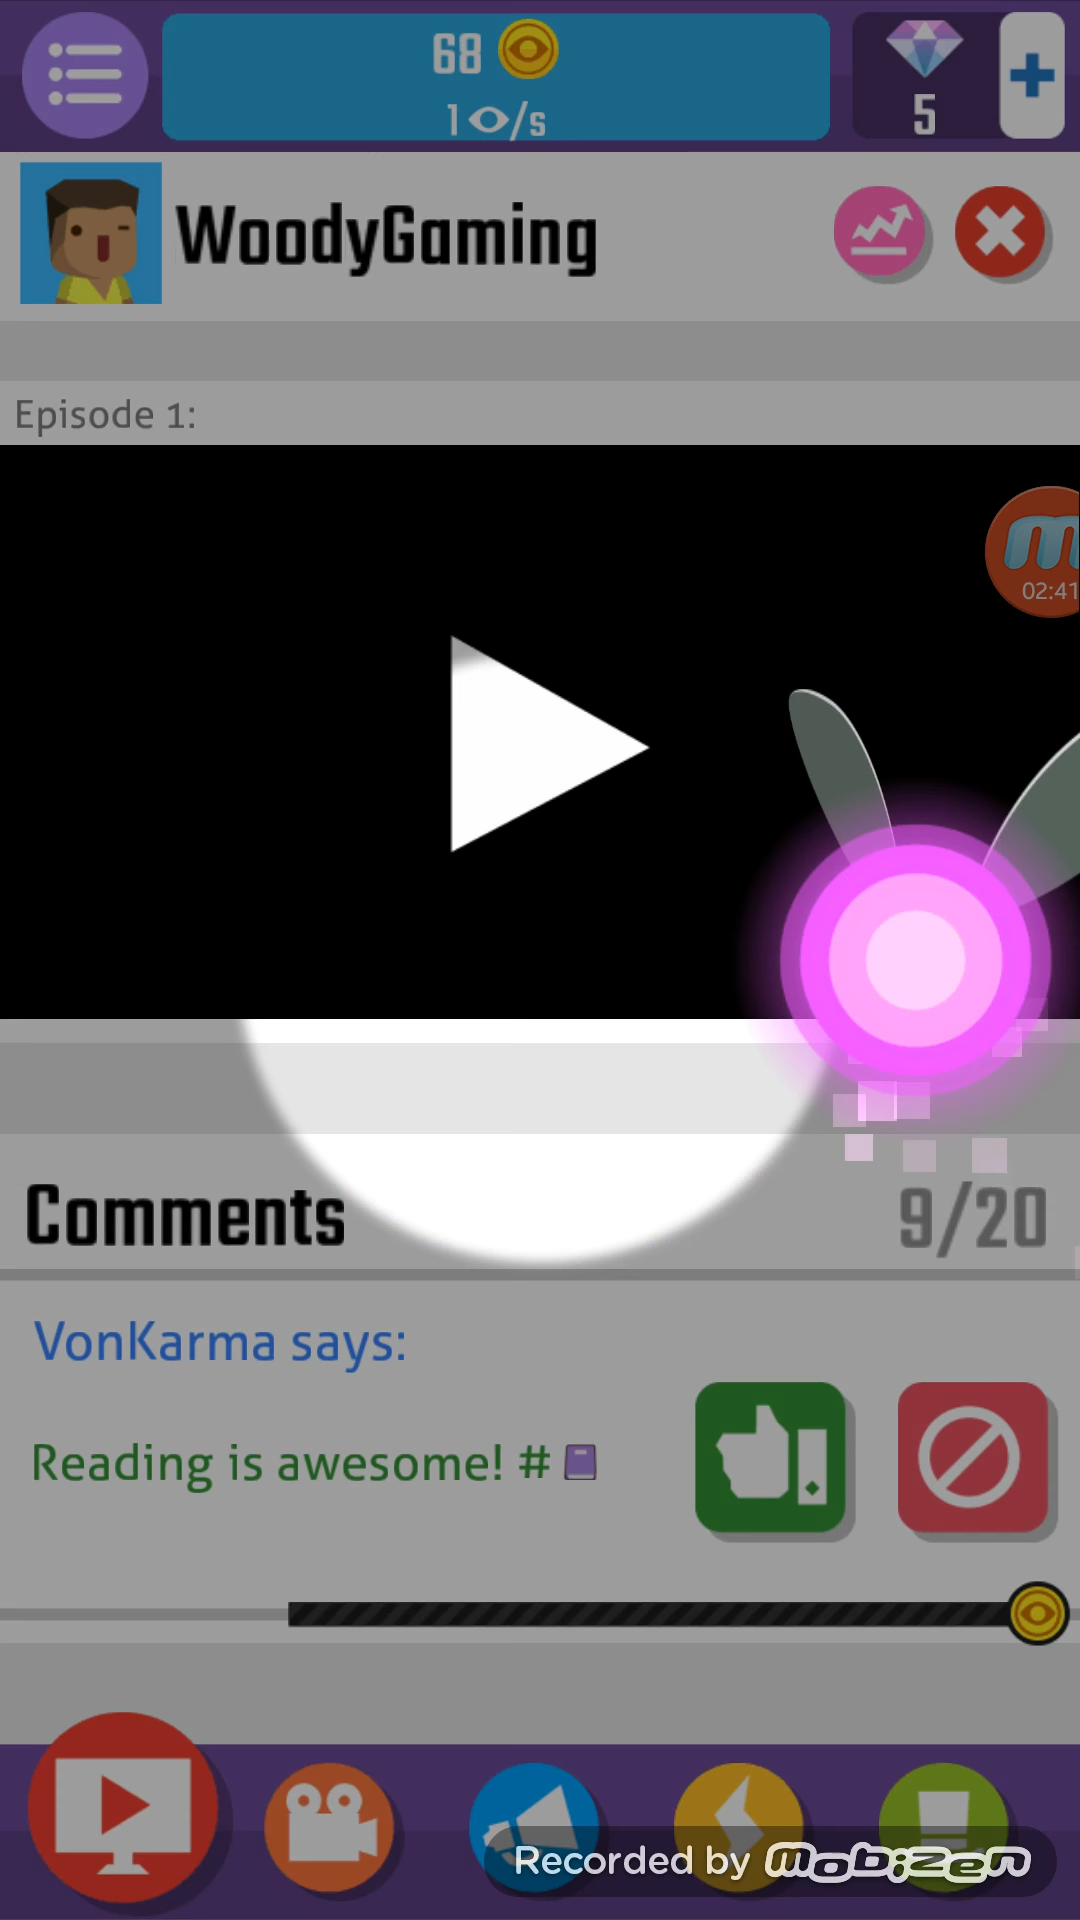 68
1 /s
5
WoodyGaming
Episode 1:
02:41
Comments
9/20
VonKarma says:
Reading is awesome! #
Recorded by mobizen